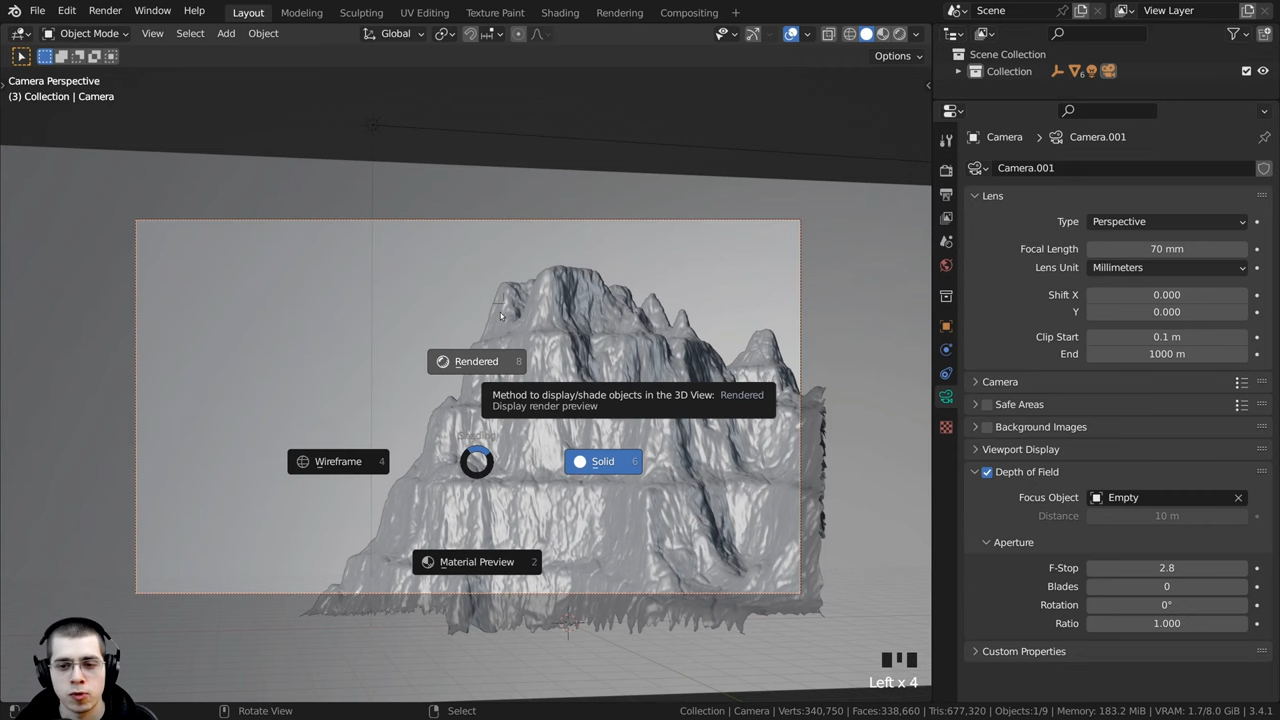 File Edit Render Window Help Layout Modeling Sculpting UV Editing Texture Paint Shading Rendering Compositing + Scene View Layer
Object Mode View Select Add Object Global
Options
Scene Collection
Collection 6
Camera Perspective
(3) Collection | Camera
Camera > Camera.001
Camera.001
Lens
Type Perspective
Focal Length 70 mm
Lens Unit Millimeters
Shift X 0.000
Y 0.000
Clip Start 0.1 m
End 1000 m
Camera
Safe Areas
Background Images
Viewport Display
Depth of Field
Focus Object Empty
Distance 10 m
Aperture
F-Stop 2.8
Blades 0
Rotation 0°
Ratio 1.000
Custom Properties
Rendered 8
Method to display/shade objects in the 3D View: Rendered
Display render preview
Shading
Wireframe 4
Solid 6
Material Preview 2
Left x 4
Rotate View Select Collection | Camera | Verts:340,750 | Faces:338,660 | Tris:677,320 | Objects:1/9 | Memory: 183.2 MiB | VRAM: 1.7/8.0 GiB | 3.4.1